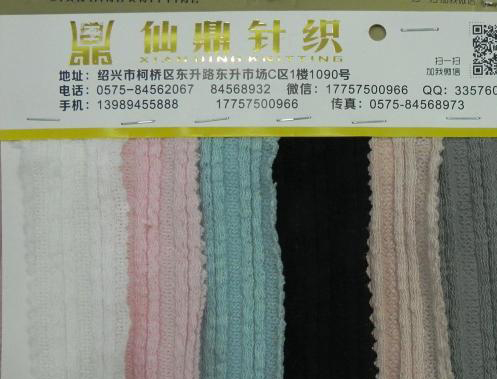 仙鼎针织
XIAN DING KNITTING
扫一扫
加我微信
地址：绍兴市柯桥区东升路东升市场C区1楼1090号
电话：0575-84562067 84568932 微信：17757500966 QQ: 335760
手机：13989455888 17757500966 传真：0575-84568973